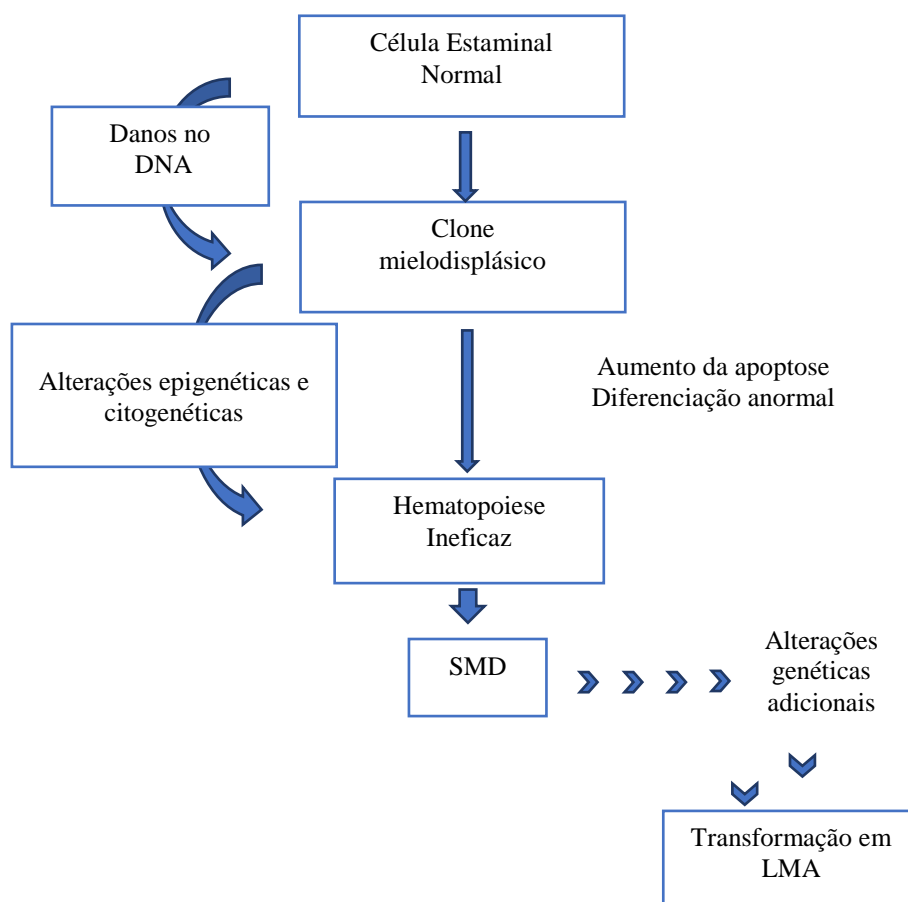 Célula Estaminal
Normal
Danos no
DNA
Clone
mielodisplásico
Alterações epigenéticas e
citogenéticas
Aumento da apoptose
Diferenciação anormal
Hematopoiese
Ineficaz
SMD
Alterações
genéticas
adicionais
Transformação em
LMA